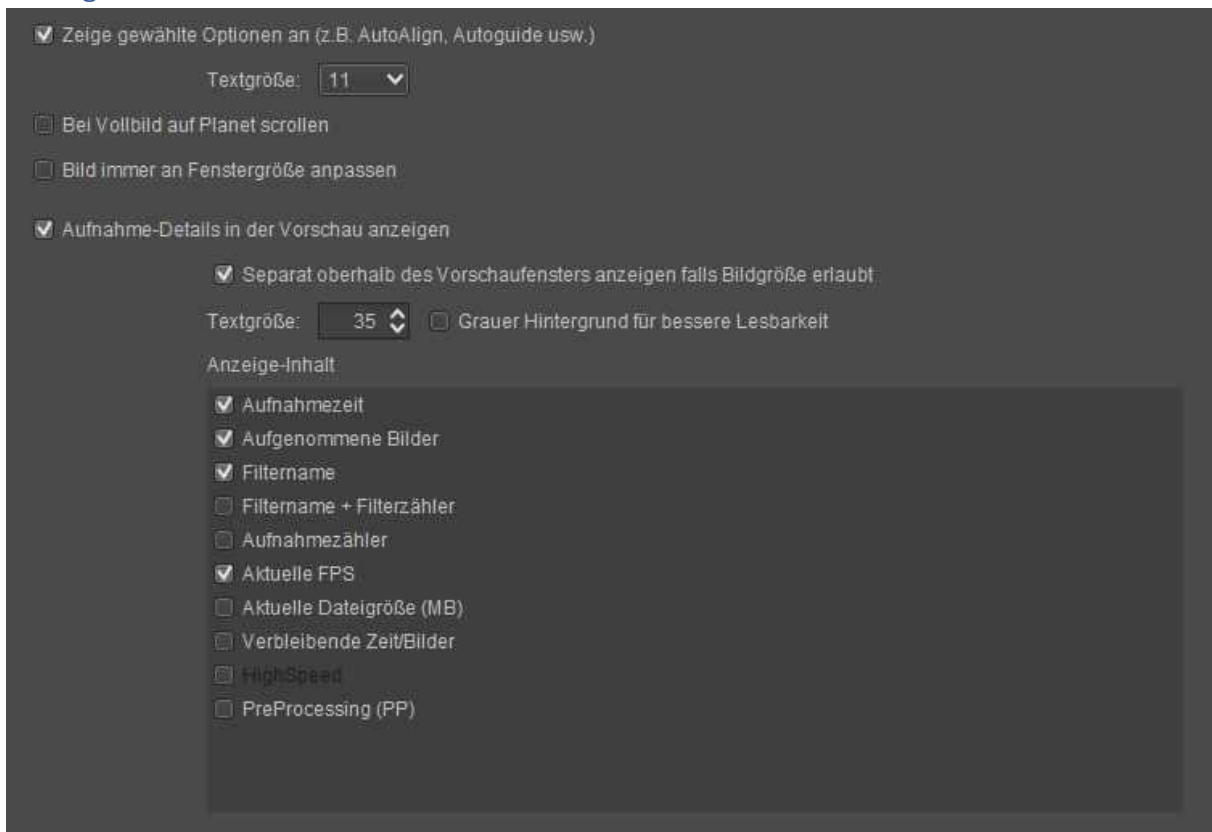 Zeige gewählte Optionen an (z.B. AutoAlign, Autoguide usw.)
Textgröße: 11
Bei Vollbild auf Planet scrollen
Bild immer an Fenstergröße anpassen
Aufnahme-Details in der Vorschau anzeigen
Separat oberhalb des Vorschaufensters anzeigen falls Bildgröße erlaubt
Textgröße: 35 Grauer Hintergrund für bessere Lesbarkeit
Anzeige-Inhalt
Aufnahmezeit
Aufgenommene Bilder
Filtername
Filtername + Filterzähler
Aufnahmezähler
Aktuelle FPS
Aktuelle Dateigröße (MB)
Verbleibende Zeit/Bilder
HighSpeed
PreProcessing (PP)